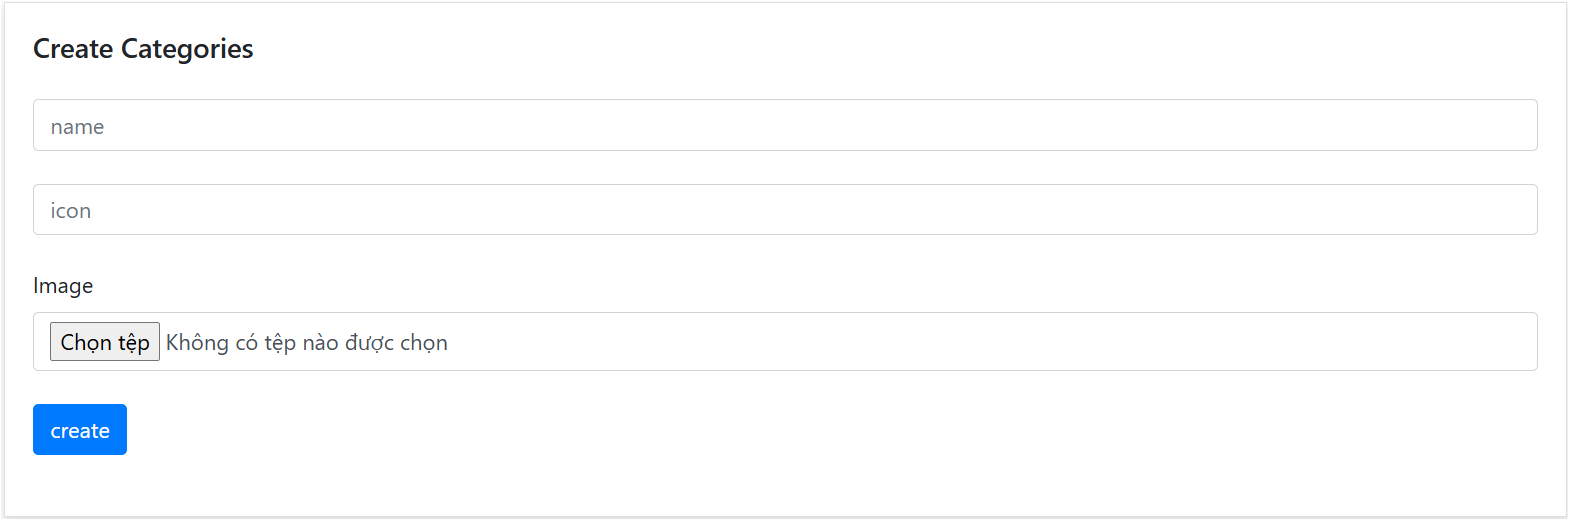 Create Categories
name
icon
Image
Chọn tệp Không có tệp nào được chọn
create